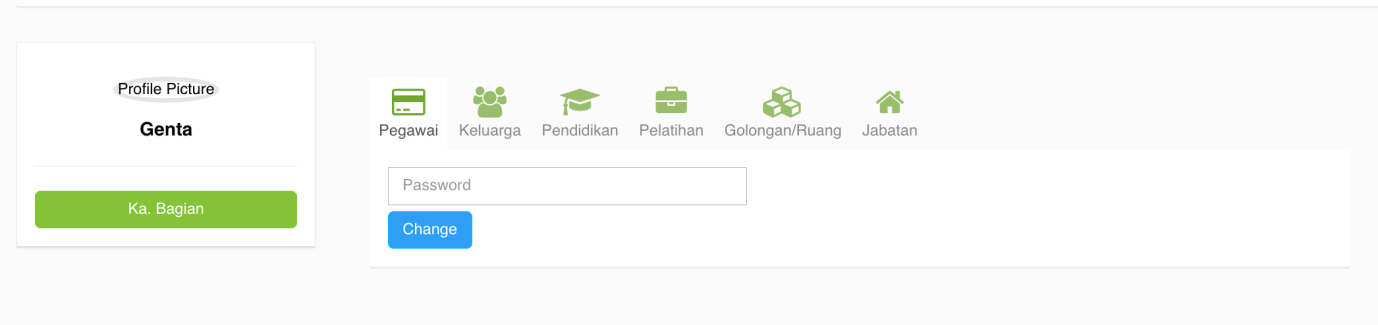 Profile Picture
Genta
Ka. Bagian
Pegawai Keluarga Pendidikan Pelatihan Golongan/Ruang Jabatan
Password
Change